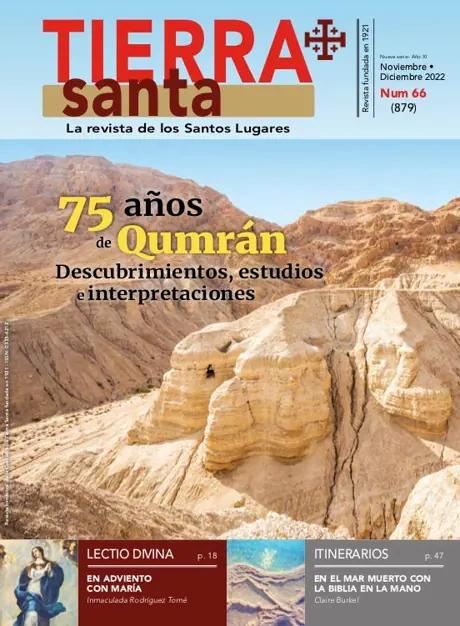 TIERRA
santa
La revista de los Santos Lugares
Revista fundada en 1921
Nueva serie · Año XI
Noviembre •
Diciembre 2022
Num 66
(879)
75 años
de Qumrán
Descubrimientos, estudios
e interpretaciones
LECTIO DIVINA p. 18
EN ADVIENTO
CON MARÍA
Inmaculada Rodríguez Torné
ITINERARIOS p. 47
EN EL MAR MUERTO CON
LA BIBLIA EN LA MANO
Claire Burkel